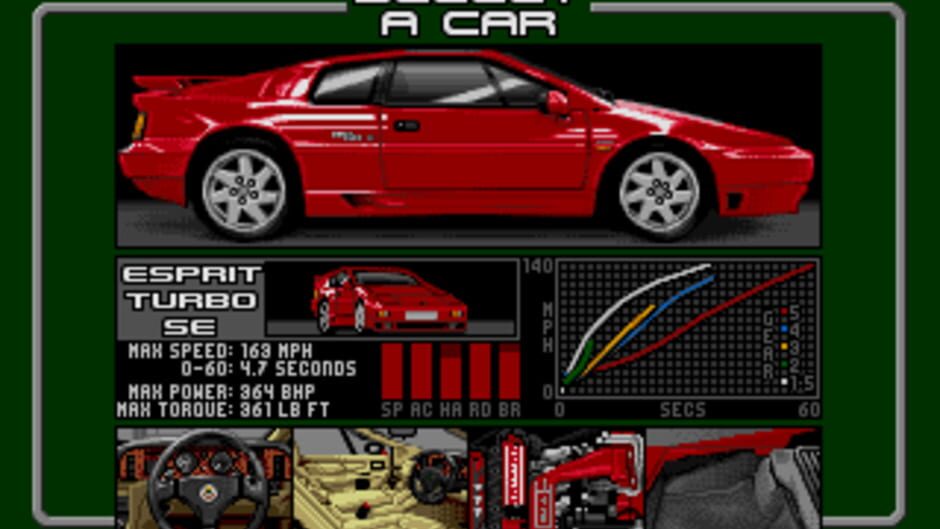 SELECT
A CAR
ESPRIT
TURBO
SE
MAX SPEED: 163 MPH
0-60: 4.7 SECONDS
MAX POWER: 364 BHP
MAX TORQUE: 361 LB FT
SP AC HA RD BR
140
MPH
0
0 SECS 60
GEAR
5
4
3
2
1.5